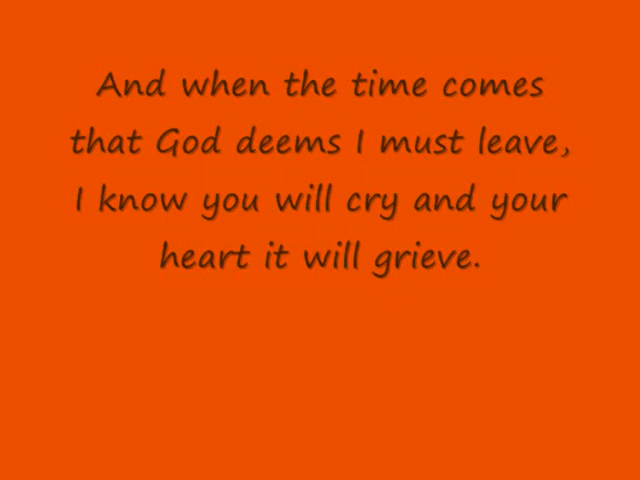 And when the time comes
that God deems I must leave,
I know you will cry and your
heart it will grieve.